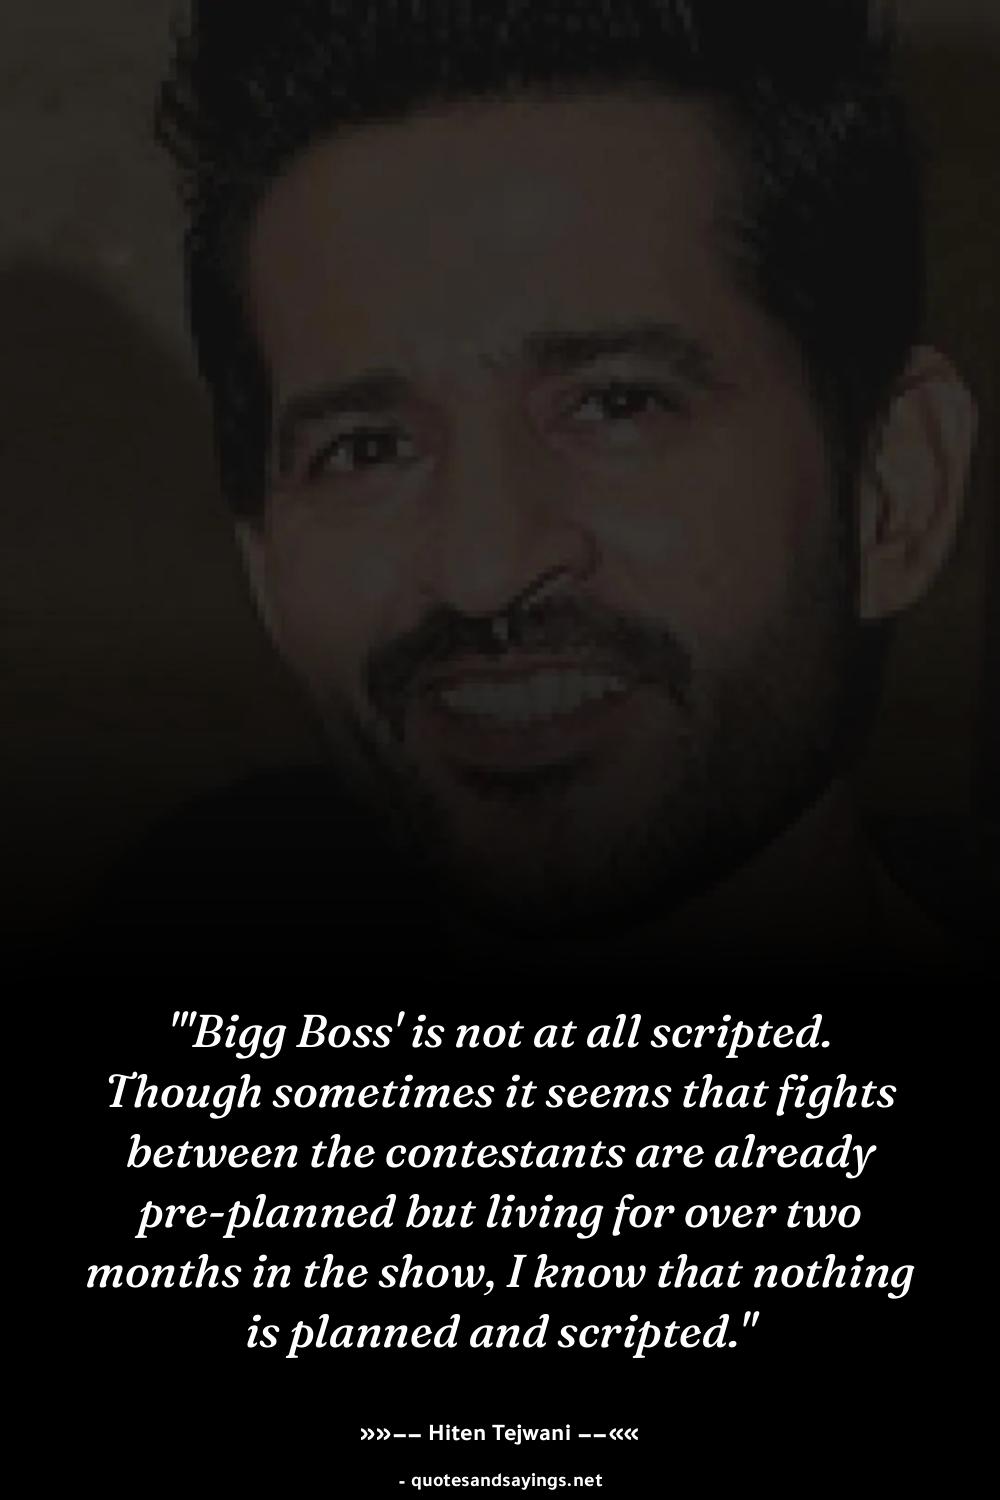 "'Bigg Boss' is not at all scripted.
Though sometimes it seems that fights
between the contestants are already
pre-planned but living for over two
months in the show, I know that nothing
is planned and scripted."
»»–– Hiten Tejwani ––««
- quotesandsayings.net